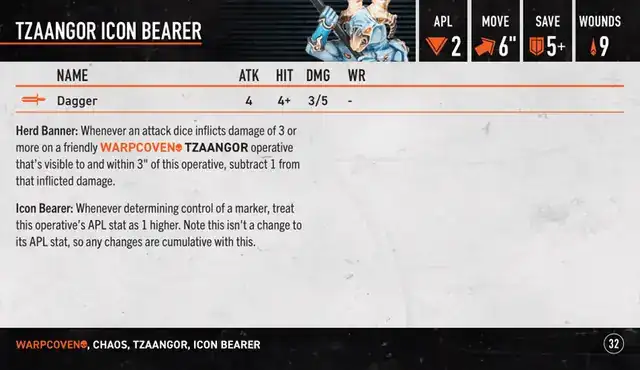 TZAANGOR ICON BEARER
APL MOVE SAVE WOUNDS
2 6" 5+ 9
NAME ATK HIT DMG WR
Dagger 4 4+ 3/5 -
Herd Banner: Whenever an attack dice inflicts damage of 3 or
more on a friendly WARPCOVEN TZAANGOR operative
that's visible to and within 3" of this operative, subtract 1 from
that inflicted damage.
Icon Bearer: Whenever determining control of a marker, treat
this operative's APL stat as 1 higher. Note this isn't a change to
its APL stat, so any changes are cumulative with this.
WARPCOVEN, CHAOS, TZAANGOR, ICON BEARER
32